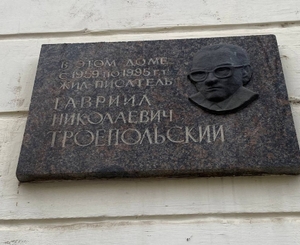 В ЭТОМ ДОМЕ
С 1959 ПО 1995 Г.Г.
ЖИЛ ПИСАТЕЛЬ
ГАВРИИЛ
НИКОЛАЕВИЧ
ТРОЕПОЛЬСКИЙ